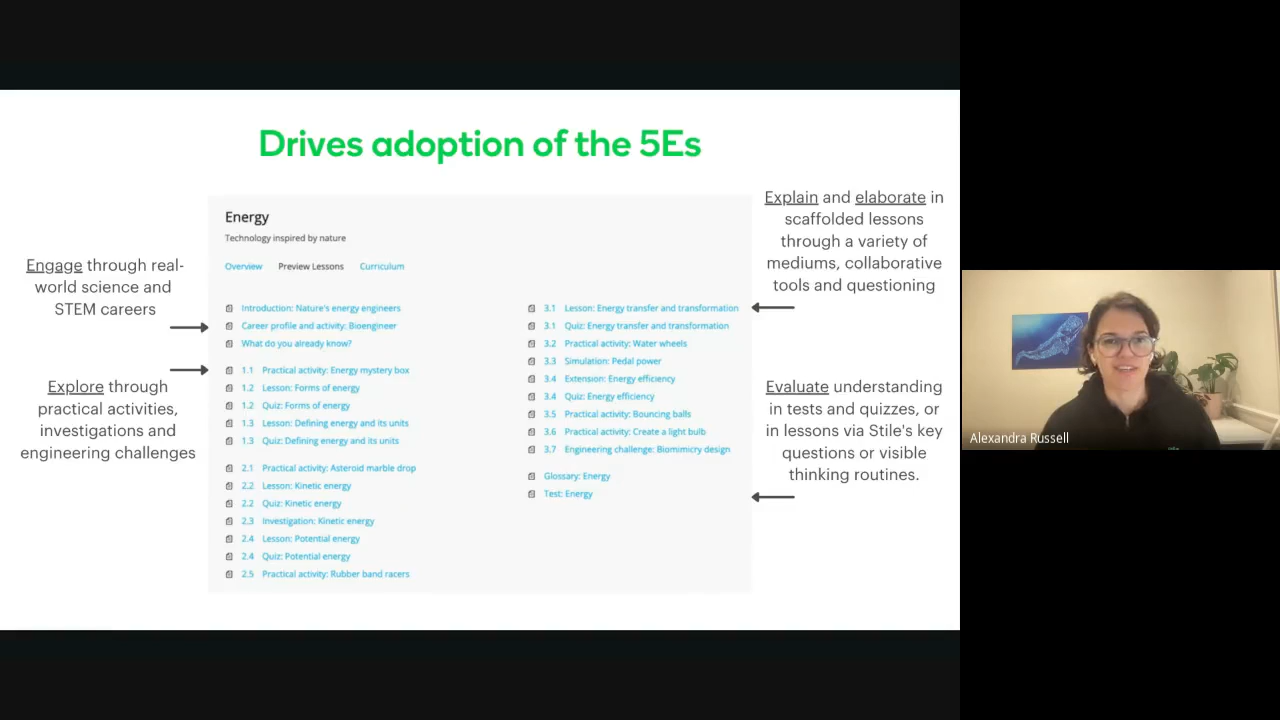 Drives adoption of the 5Es
Engage through real-
world science and
STEM careers
Explore through
practical activities,
investigations and
engineering challenges
Energy
Technology inspired by nature
Overview Preview Lessons Curriculum
Introduction: Nature's energy engineers
Career profile and activity: Bioengineer
What do you already know?
1.1 Practical activity: Energy mystery box
1.2 Lesson: Forms of energy
1.2 Quiz: Forms of energy
1.3 Lesson: Defining energy and its units
1.3 Quiz: Defining energy and its units
2.1 Practical activity: Asteroid marble drop
2.2 Lesson: Kinetic energy
2.2 Quiz: Kinetic energy
2.3 Investigation: Kinetic energy
2.4 Lesson: Potential energy
2.4 Quiz: Potential energy
2.5 Practical activity: Rubber band racers
3.1 Lesson: Energy transfer and transformation
3.1 Quiz: Energy transfer and transformation
3.2 Practical activity: Water wheels
3.3 Simulation: Pedal power
3.4 Extension: Energy efficiency
3.4 Quiz: Energy efficiency
3.5 Practical activity: Bouncing balls
3.6 Practical activity: Create a light bulb
3.7 Engineering challenge: Biomimicry design
Glossary: Energy
Test: Energy
Explain and elaborate in
scaffolded lessons
through a variety of
mediums, collaborative
tools and questioning
Evaluate understanding
in tests and quizzes, or
in lessons via Stile's key
questions or visible
thinking routines.
Alexandra Russell